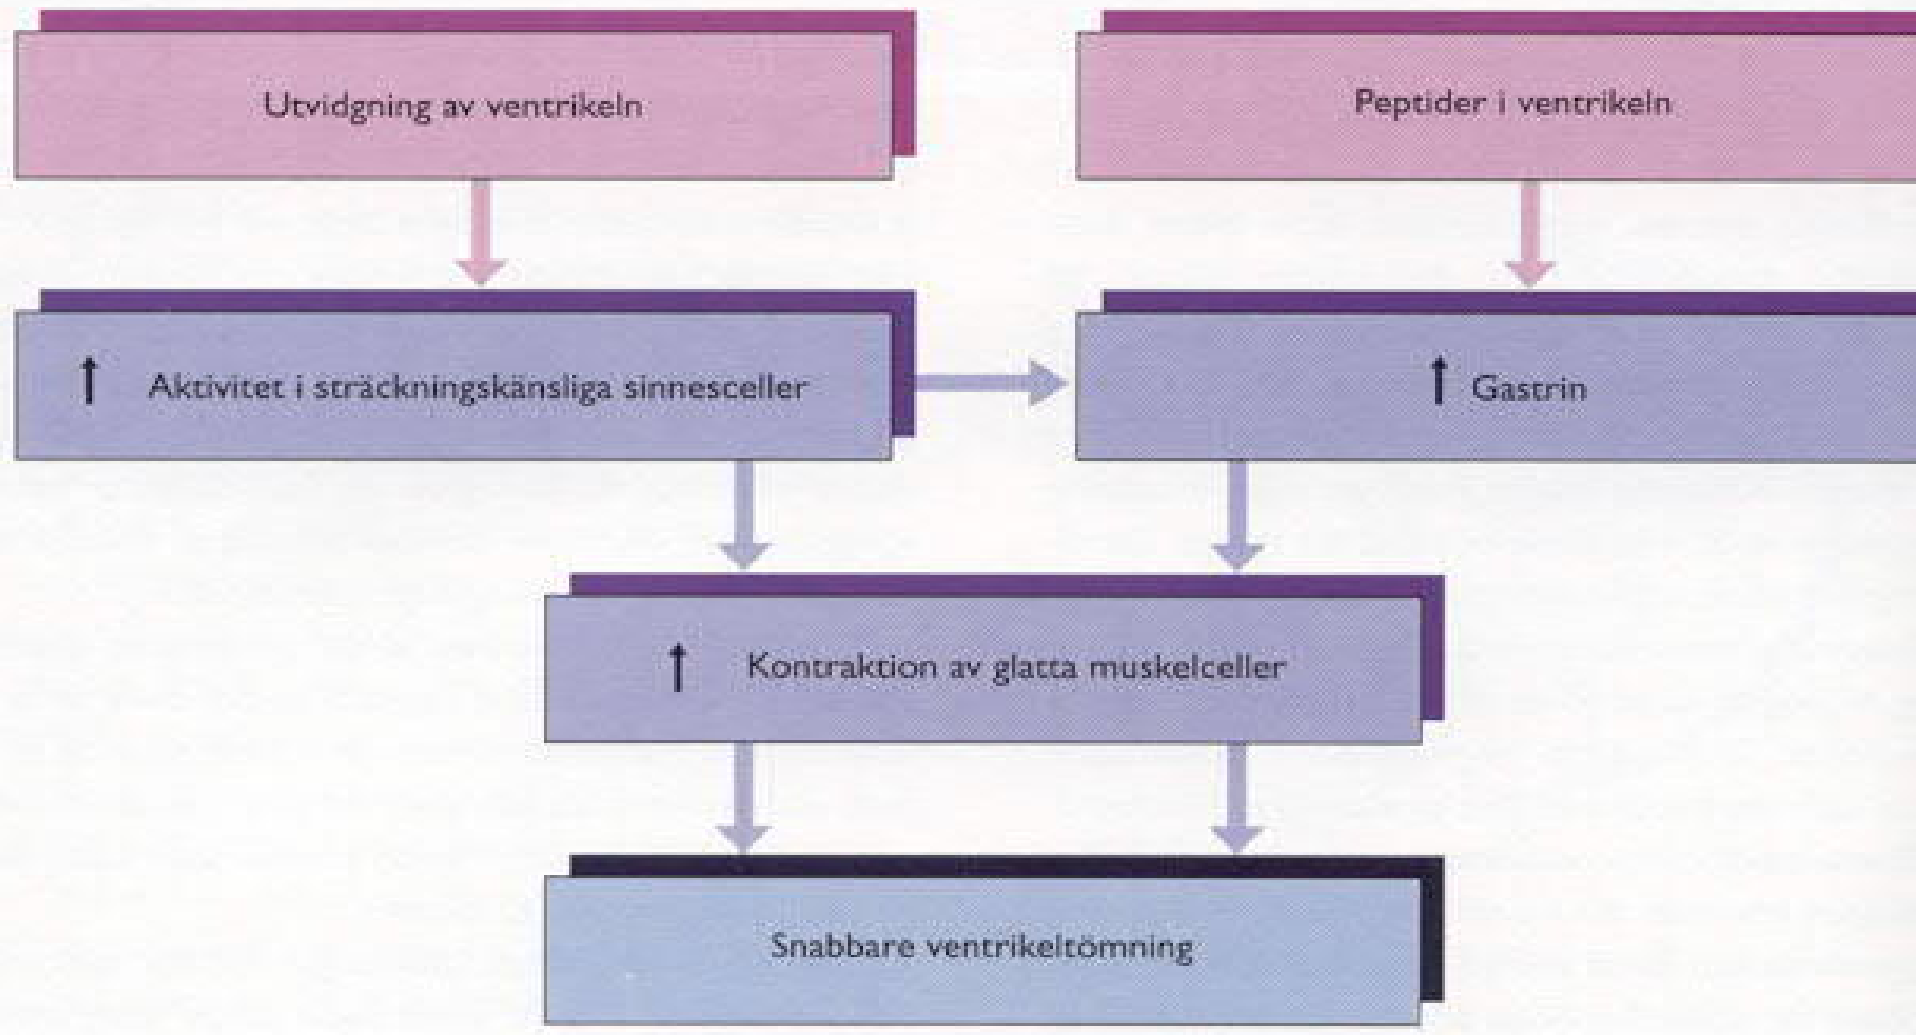 Utvidgning av ventrikeln
Peptider i ventrikeln
↑ Aktivitet i sträckningskänsliga sinnesceller
↑ Gastrin
↑ Kontraktion av glatta muskelceller
Snabbare ventrikeltömning